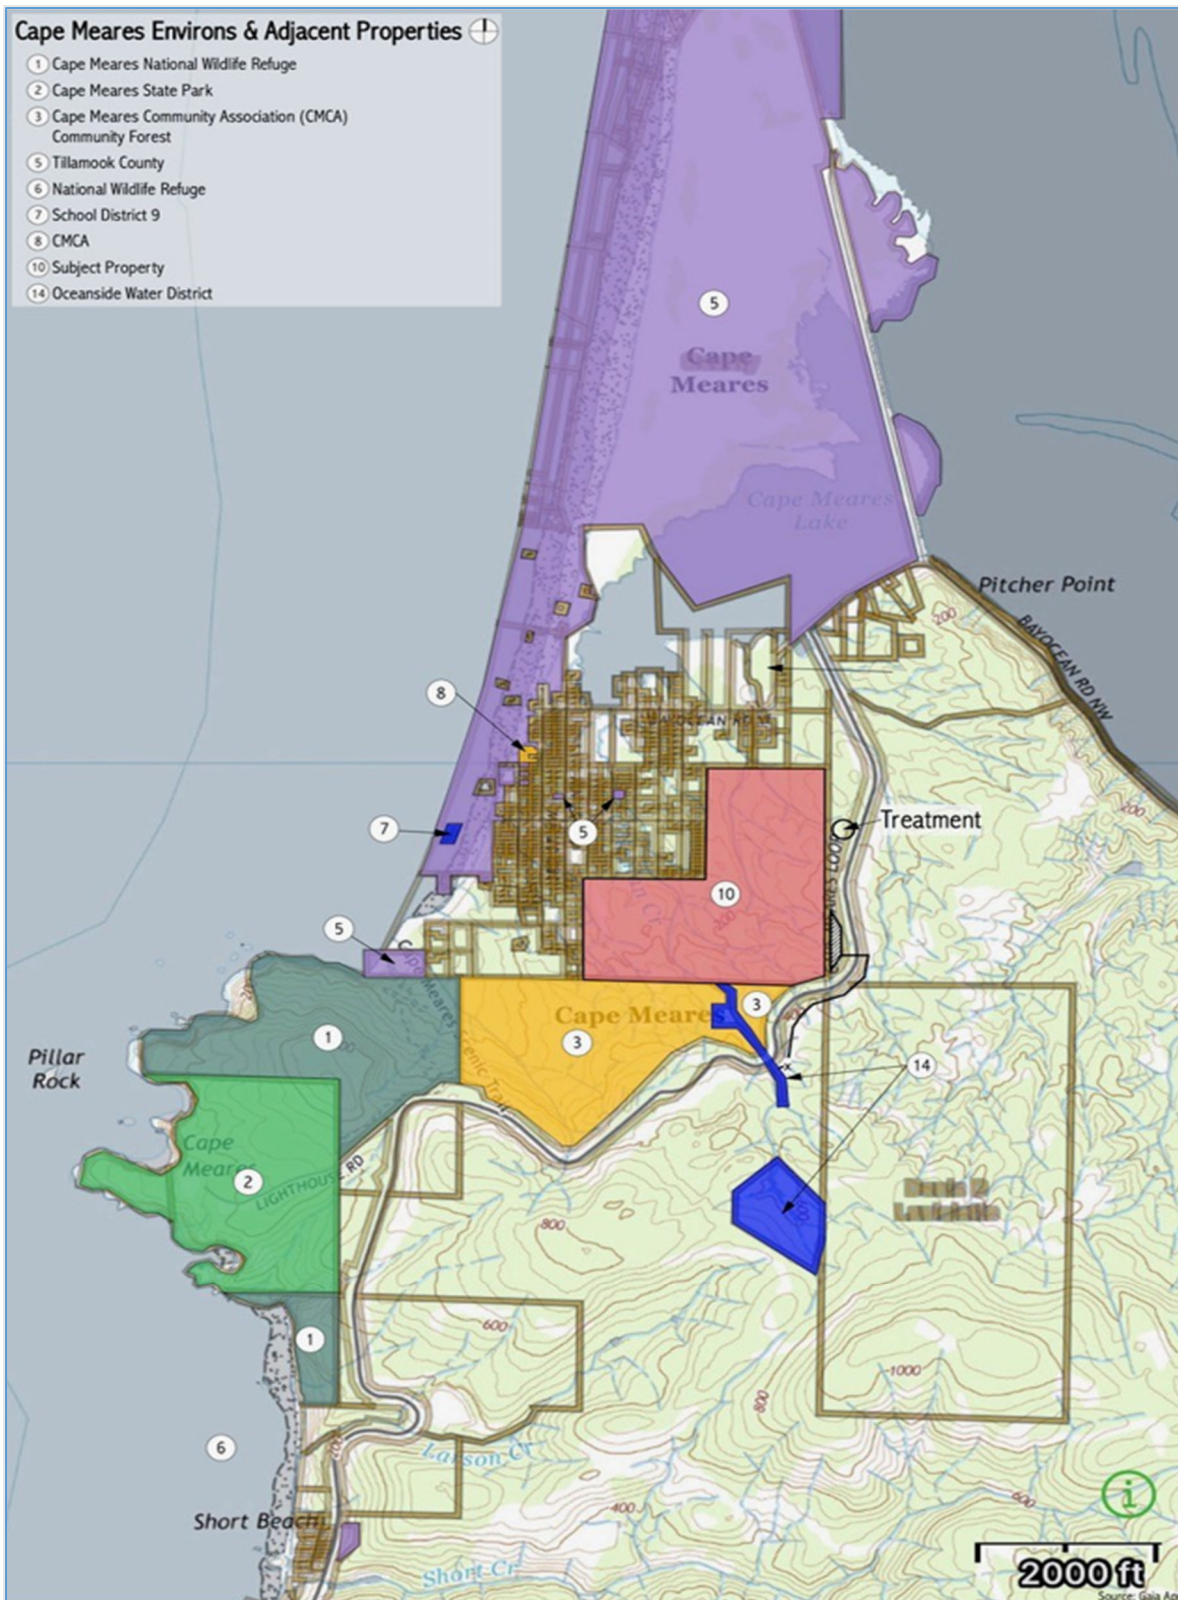 Cape Meares Environs & Adjacent Properties
1 Cape Meares National Wildlife Refuge
2 Cape Meares State Park
3 Cape Meares Community Association (CMCA)
Community Forest
5 Tillamook County
6 National Wildlife Refuge
7 School District 9
8 CMCA
10 Subject Property
14 Oceanside Water District
5
Cape
Meares
Cape Meares
Lake
Pitcher Point
200
BAYOCEAN RD NW
8
200
7
5
Treatment
10
200
5
3
Cape Meares
3
1
Pillar
Rock
14
Cape
Meares
2
LIGHTHOUSE RD
800
600
1
1000
800
6
Larson Cr
400
600
Short Beach
Short Cr
2000 ft